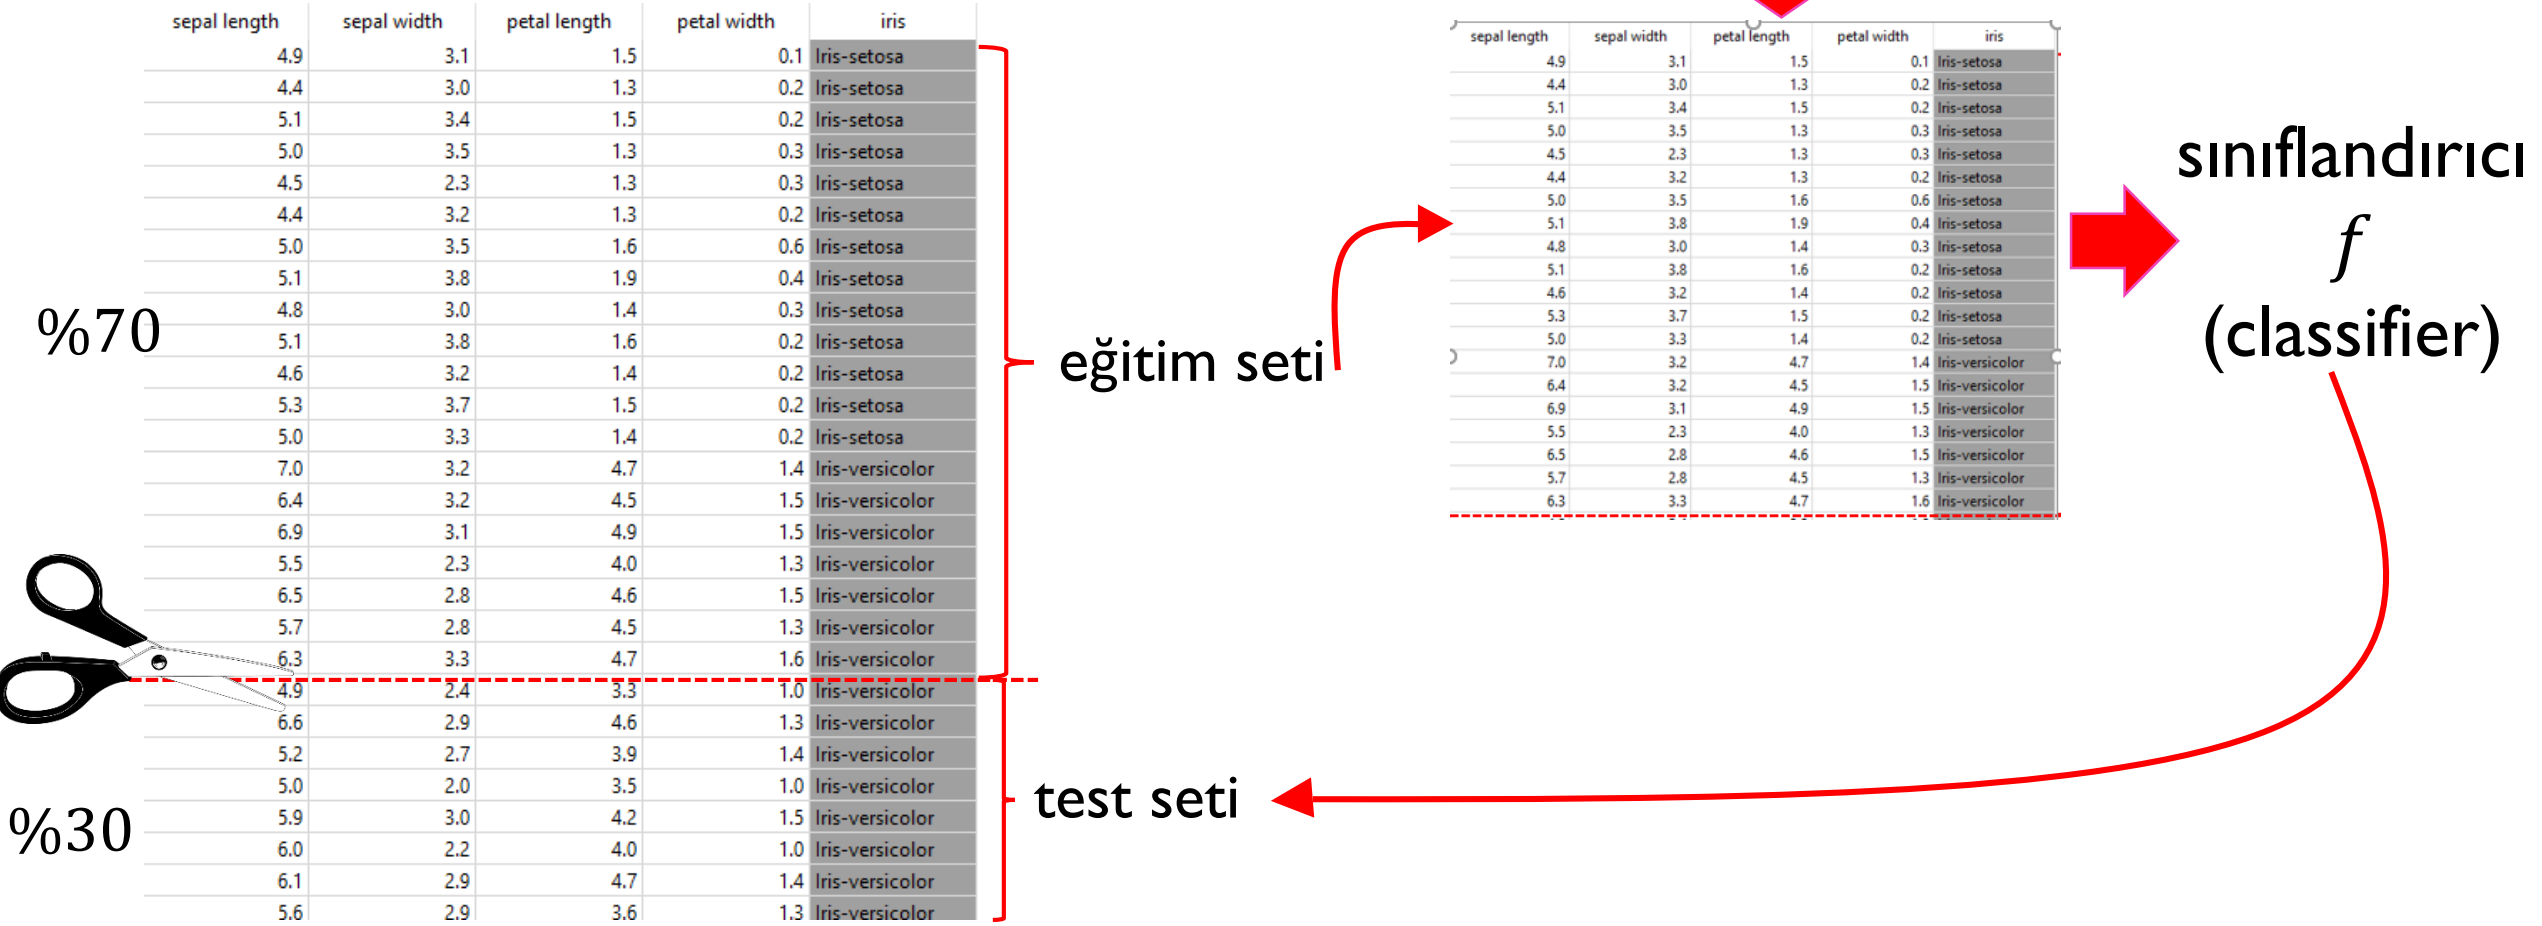 sepal length sepal width petal length petal width iris
4.9 3.1 1.5 0.1 Iris-setosa
4.4 3.0 1.3 0.2 Iris-setosa
5.1 3.4 1.5 0.2 Iris-setosa
5.0 3.5 1.3 0.3 Iris-setosa
4.5 2.3 1.3 0.3 Iris-setosa
4.4 3.2 1.3 0.2 Iris-setosa
5.0 3.5 1.6 0.6 Iris-setosa
5.1 3.8 1.9 0.4 Iris-setosa
4.8 3.0 1.4 0.3 Iris-setosa
5.1 3.8 1.6 0.2 Iris-setosa
4.6 3.2 1.4 0.2 Iris-setosa
5.3 3.7 1.5 0.2 Iris-setosa
5.0 3.3 1.4 0.2 Iris-setosa
7.0 3.2 4.7 1.4 Iris-versicolor
6.4 3.2 4.5 1.5 Iris-versicolor
6.9 3.1 4.9 1.5 Iris-versicolor
5.5 2.3 4.0 1.3 Iris-versicolor
6.5 2.8 4.6 1.5 Iris-versicolor
5.7 2.8 4.5 1.3 Iris-versicolor
6.3 3.3 4.7 1.6 Iris-versicolor
4.9 2.4 3.3 1.0 Iris-versicolor
6.6 2.9 4.6 1.3 Iris-versicolor
5.2 2.7 3.9 1.4 Iris-versicolor
5.0 2.0 3.5 1.0 Iris-versicolor
5.9 3.0 4.2 1.5 Iris-versicolor
6.0 2.2 4.0 1.0 Iris-versicolor
6.1 2.9 4.7 1.4 Iris-versicolor
5.6 2.9 3.6 1.3 Iris-versicolor
%70
%30
eğitim seti
test seti
sepal length sepal width petal length petal width iris
4.9 3.1 1.5 0.1 Iris-setosa
4.4 3.0 1.3 0.2 Iris-setosa
5.1 3.4 1.5 0.2 Iris-setosa
5.0 3.5 1.3 0.3 Iris-setosa
4.5 2.3 1.3 0.3 Iris-setosa
4.4 3.2 1.3 0.2 Iris-setosa
5.0 3.5 1.6 0.6 Iris-setosa
5.1 3.8 1.9 0.4 Iris-setosa
4.8 3.0 1.4 0.3 Iris-setosa
5.1 3.8 1.6 0.2 Iris-setosa
4.6 3.2 1.4 0.2 Iris-setosa
5.3 3.7 1.5 0.2 Iris-setosa
5.0 3.3 1.4 0.2 Iris-setosa
7.0 3.2 4.7 1.4 Iris-versicolor
6.4 3.2 4.5 1.5 Iris-versicolor
6.9 3.1 4.9 1.5 Iris-versicolor
5.5 2.3 4.0 1.3 Iris-versicolor
6.5 2.8 4.6 1.5 Iris-versicolor
5.7 2.8 4.5 1.3 Iris-versicolor
6.3 3.3 4.7 1.6 Iris-versicolor
sınıflandırıcı
f
(classifier)